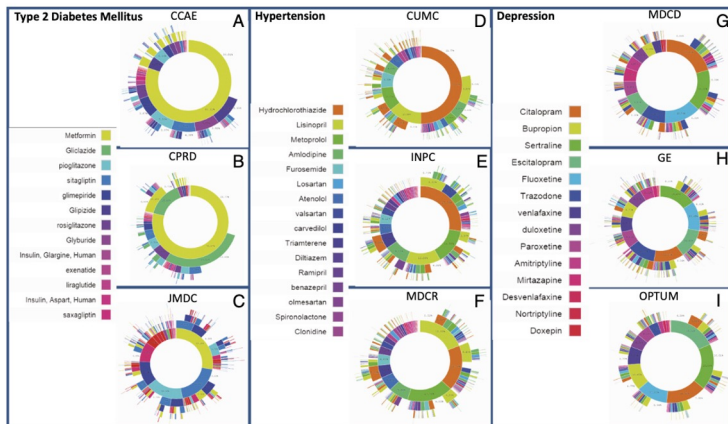 Type 2 Diabetes Mellitus
CCAE
A
Metformin
Gliclazide
pioglitazone
sitagliptin
glimepiride
Glipizide
rosiglitazone
Glyburide
Insulin, Glargine, Human
exenatide
liraglutide
Insulin, Aspart, Human
saxagliptin
CPRD
B
JMDC
C
Hypertension
CUMC
D
Hydrochlorothiazide
Lisinopril
Metoprolol
Amlodipine
Furosemide
Losartan
Atenolol
valsartan
carvedilol
Triamterene
Diltiazem
Ramipril
benazepril
olmesartan
Spironolactone
Clonidine
INPC
E
MDCR
F
Depression
MDCD
G
Citalopram
Bupropion
Sertraline
Escitalopram
Fluoxetine
Trazodone
venlafaxine
duloxetine
Paroxetine
Amitriptyline
Mirtazapine
Desvenlafaxine
Nortriptyline
Doxepin
GE
H
OPTUM
I